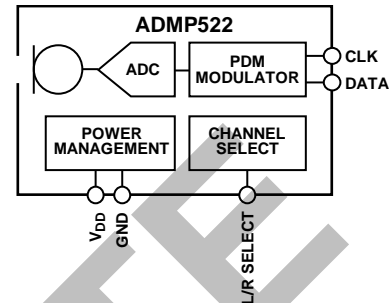 ADMP522
ADC
PDM
MODULATOR
CLK
DATA
POWER
MANAGEMENT
CHANNEL
SELECT
VDD
GND
L/R SELECT